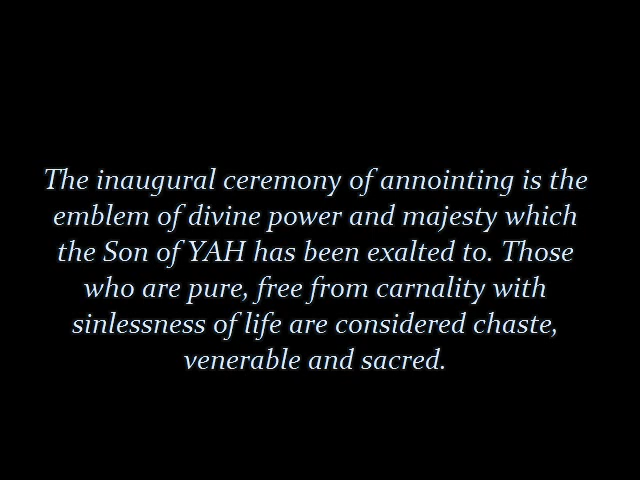 The inaugural ceremony of annointing is the
emblem of divine power and majesty which
the Son of YAH has been exalted to. Those
who are pure, free from carnality with
sinlessness of life are considered chaste,
venerable and sacred.